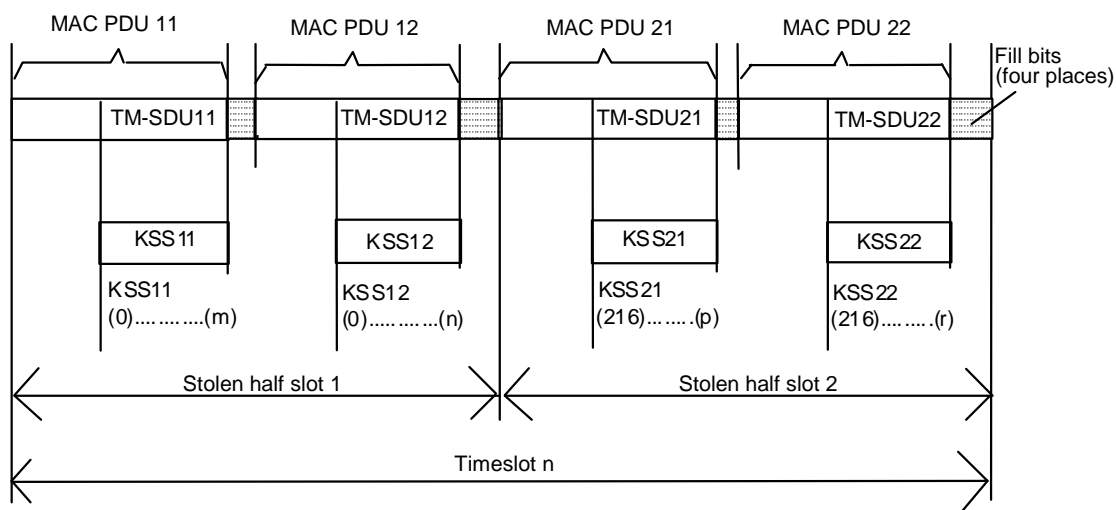 MAC PDU 11
MAC PDU 12
MAC PDU 21
MAC PDU 22
Fill bits
(four places)
TM-SDU11
TM-SDU12
TM-SDU21
TM-SDU22
KSS11
KSS12
KSS21
KSS22
KSS11
(0)...........(m)
KSS12
(0)...........(n)
KSS21
(216).......(p)
KSS22
(216).........(r)
Stolen half slot 1
Stolen half slot 2
Timeslot n